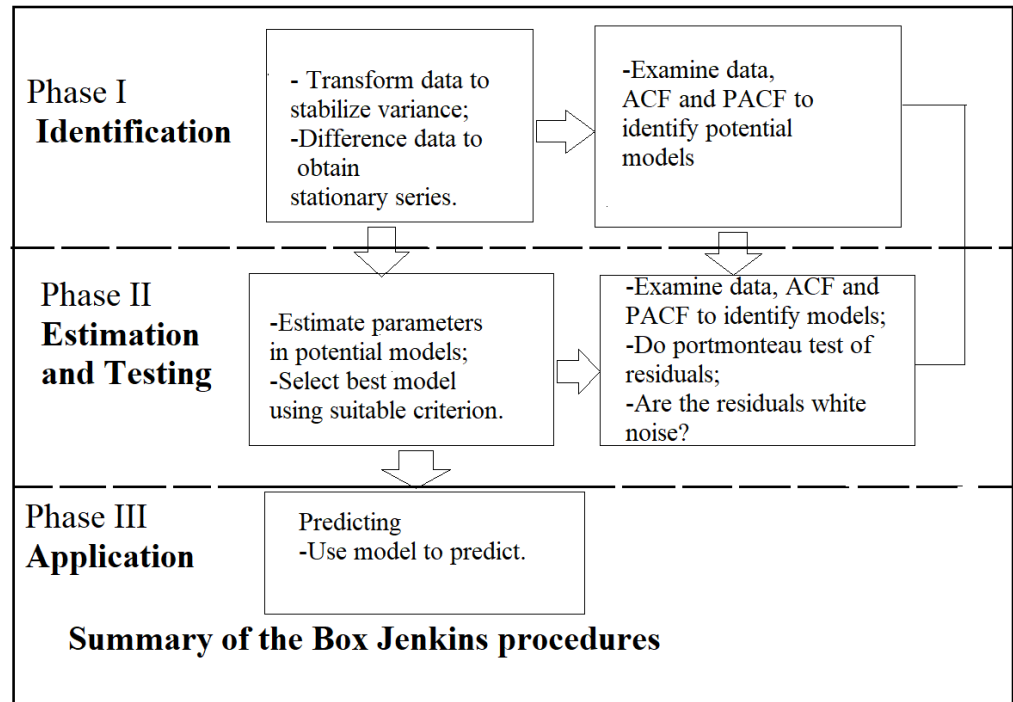 Phase I
Identification
- Transform data to
stabilize variance;
-Difference data to
obtain
stationary series.
-Examine data,
ACF and PACF to
identify potential
models
Phase II
Estimation
and Testing
-Estimate parameters
in potential models;
-Select best model
using suitable criterion.
-Examine data, ACF and
PACF to identify models;
-Do portmonteau test of
residuals;
-Are the residuals white
noise?
Phase III
Application
Predicting
-Use model to predict.
Summary of the Box Jenkins procedures